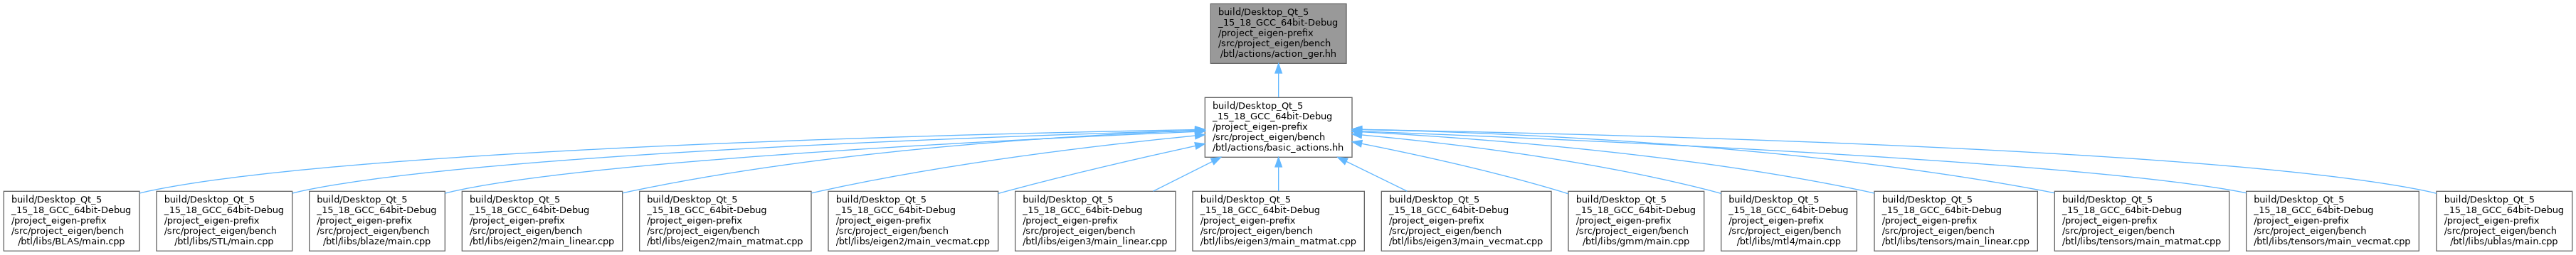 build/Desktop_Qt_5
_15_18_GCC_64bit-Debug
/project_eigen-prefix
/src/project_eigen/bench
/btl/actions/action_ger.hh
build/Desktop_Qt_5
_15_18_GCC_64bit-Debug
/project_eigen-prefix
/src/project_eigen/bench
/btl/actions/basic_actions.hh
build/Desktop_Qt_5
_15_18_GCC_64bit-Debug
/project_eigen-prefix
/src/project_eigen/bench
/btl/libs/BLAS/main.cpp
build/Desktop_Qt_5
_15_18_GCC_64bit-Debug
/project_eigen-prefix
/src/project_eigen/bench
/btl/libs/STL/main.cpp
build/Desktop_Qt_5
_15_18_GCC_64bit-Debug
/project_eigen-prefix
/src/project_eigen/bench
/btl/libs/blaze/main.cpp
build/Desktop_Qt_5
_15_18_GCC_64bit-Debug
/project_eigen-prefix
/src/project_eigen/bench
/btl/libs/eigen2/main_linear.cpp
build/Desktop_Qt_5
_15_18_GCC_64bit-Debug
/project_eigen-prefix
/src/project_eigen/bench
/btl/libs/eigen2/main_matmat.cpp
build/Desktop_Qt_5
_15_18_GCC_64bit-Debug
/project_eigen-prefix
/src/project_eigen/bench
/btl/libs/eigen2/main_vecmat.cpp
build/Desktop_Qt_5
_15_18_GCC_64bit-Debug
/project_eigen-prefix
/src/project_eigen/bench
/btl/libs/eigen3/main_linear.cpp
build/Desktop_Qt_5
_15_18_GCC_64bit-Debug
/project_eigen-prefix
/src/project_eigen/bench
/btl/libs/eigen3/main_matmat.cpp
build/Desktop_Qt_5
_15_18_GCC_64bit-Debug
/project_eigen-prefix
/src/project_eigen/bench
/btl/libs/eigen3/main_vecmat.cpp
build/Desktop_Qt_5
_15_18_GCC_64bit-Debug
/project_eigen-prefix
/src/project_eigen/bench
/btl/libs/gmm/main.cpp
build/Desktop_Qt_5
_15_18_GCC_64bit-Debug
/project_eigen-prefix
/src/project_eigen/bench
/btl/libs/mtl4/main.cpp
build/Desktop_Qt_5
_15_18_GCC_64bit-Debug
/project_eigen-prefix
/src/project_eigen/bench
/btl/libs/tensors/main_linear.cpp
build/Desktop_Qt_5
_15_18_GCC_64bit-Debug
/project_eigen-prefix
/src/project_eigen/bench
/btl/libs/tensors/main_matmat.cpp
build/Desktop_Qt_5
_15_18_GCC_64bit-Debug
/project_eigen-prefix
/src/project_eigen/bench
/btl/libs/tensors/main_vecmat.cpp
build/Desktop_Qt_5
_15_18_GCC_64bit-Debug
/project_eigen-prefix
/src/project_eigen/bench
/btl/libs/ublas/main.cpp